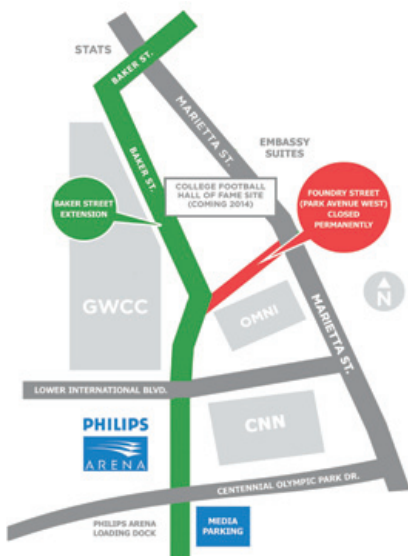 STATS
BAKER ST.
MARIETTA ST.
BAKER ST.
EMBASSY
SUITES
COLLEGE FOOTBALL
HALL OF FAME SITE
(COMING 2014)
FOUNDRY STREET
(PARK AVENUE WEST)
CLOSED
PERMANENTLY
BAKER STREET
EXTENSION
GWCC
OMNI
N
MARIETTA ST.
LOWER INTERNATIONAL BLVD.
PHILIPS
ARENA
CNN
CENTENNIAL OLYMPIC PARK DR.
PHILIPS ARENA
LOADING DOCK
MEDIA
PARKING